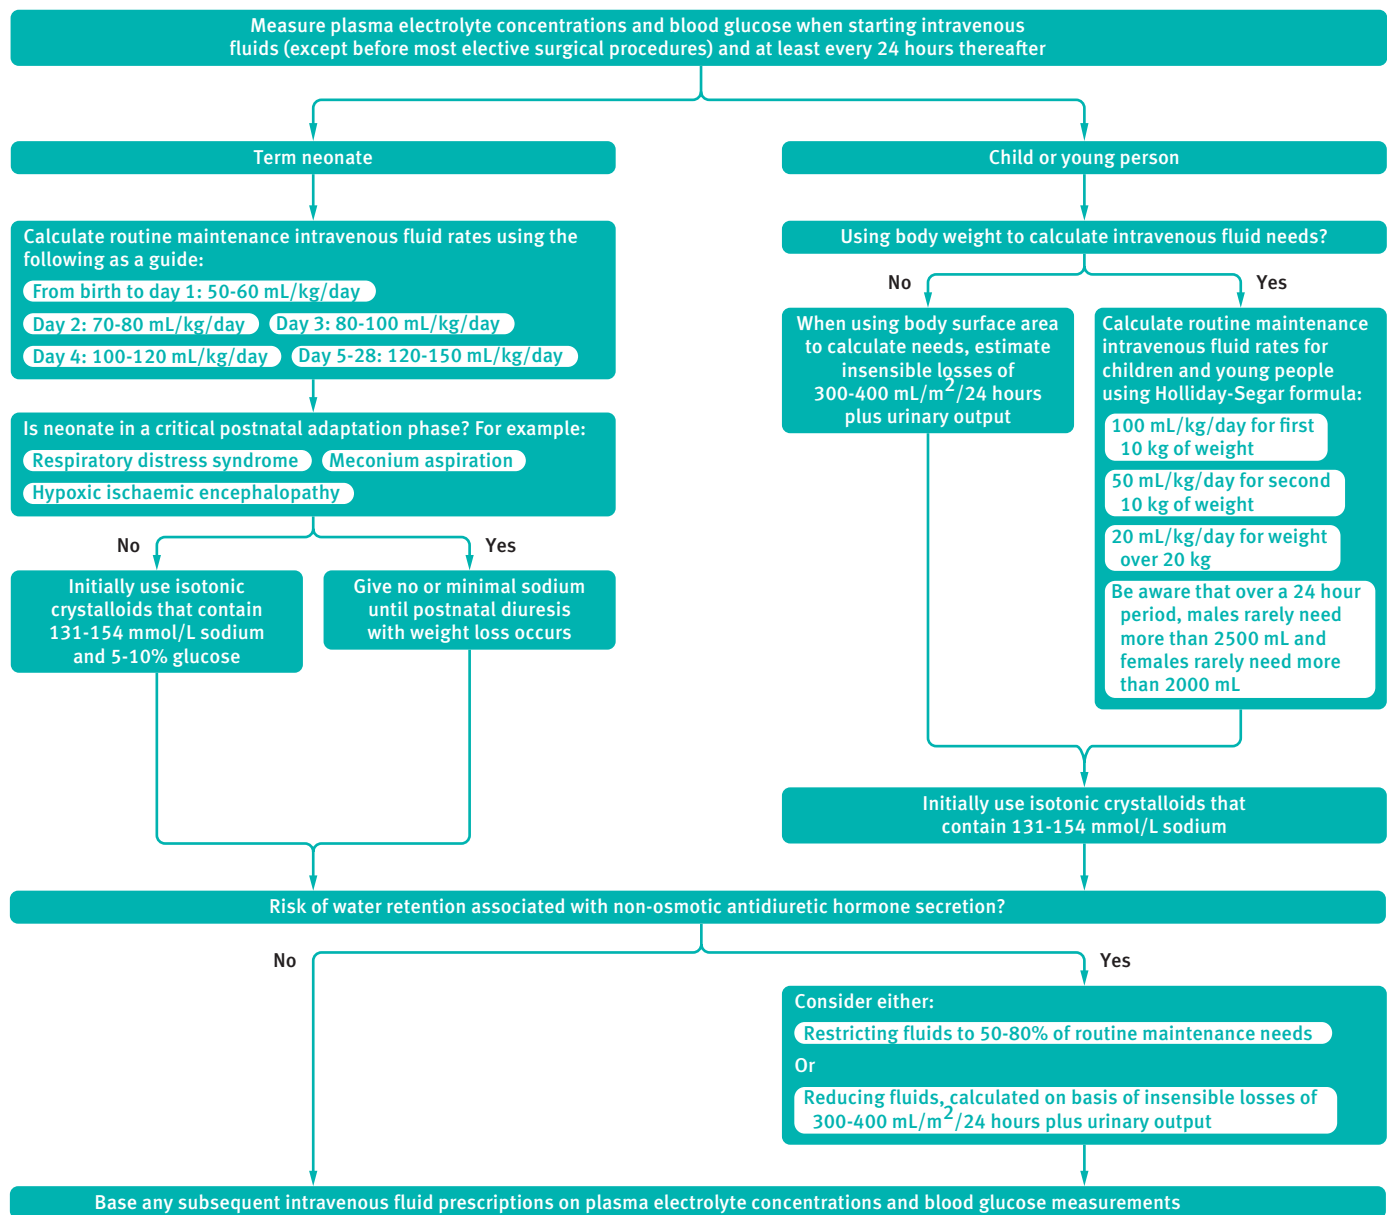 Measure plasma electrolyte concentrations and blood glucose when starting intravenous
fluids (except before most elective surgical procedures) and at least every 24 hours thereafter
Term neonate
Calculate routine maintenance intravenous fluid rates using the
following as a guide:
From birth to day 1: 50-60 mL/kg/day
Day 2: 70-80 mL/kg/day
Day 3: 80-100 mL/kg/day
Day 4: 100-120 mL/kg/day
Day 5-28: 120-150 mL/kg/day
Is neonate in a critical postnatal adaptation phase? For example:
Respiratory distress syndrome
Meconium aspiration
Hypoxic ischaemic encephalopathy
No
Yes
Initially use isotonic
crystalloids that contain
131-154 mmol/L sodium
and 5-10% glucose
Give no or minimal sodium
until postnatal diuresis
with weight loss occurs
Child or young person
Using body weight to calculate intravenous fluid needs?
No
Yes
When using body surface area
to calculate needs, estimate
insensible losses of
300-400 mL/m²/24 hours
plus urinary output
Calculate routine maintenance
intravenous fluid rates for
children and young people
using Holliday-Segar formula:
100 mL/kg/day for first
10 kg of weight
50 mL/kg/day for second
10 kg of weight
20 mL/kg/day for weight
over 20 kg
Be aware that over a 24 hour
period, males rarely need
more than 2500 mL and
females rarely need more
than 2000 mL
Initially use isotonic crystalloids that
contain 131-154 mmol/L sodium
Risk of water retention associated with non-osmotic antidiuretic hormone secretion?
No
Yes
Consider either:
Restricting fluids to 50-80% of routine maintenance needs
Or
Reducing fluids, calculated on basis of insensible losses of
300-400 mL/m²/24 hours plus urinary output
Base any subsequent intravenous fluid prescriptions on plasma electrolyte concentrations and blood glucose measurements